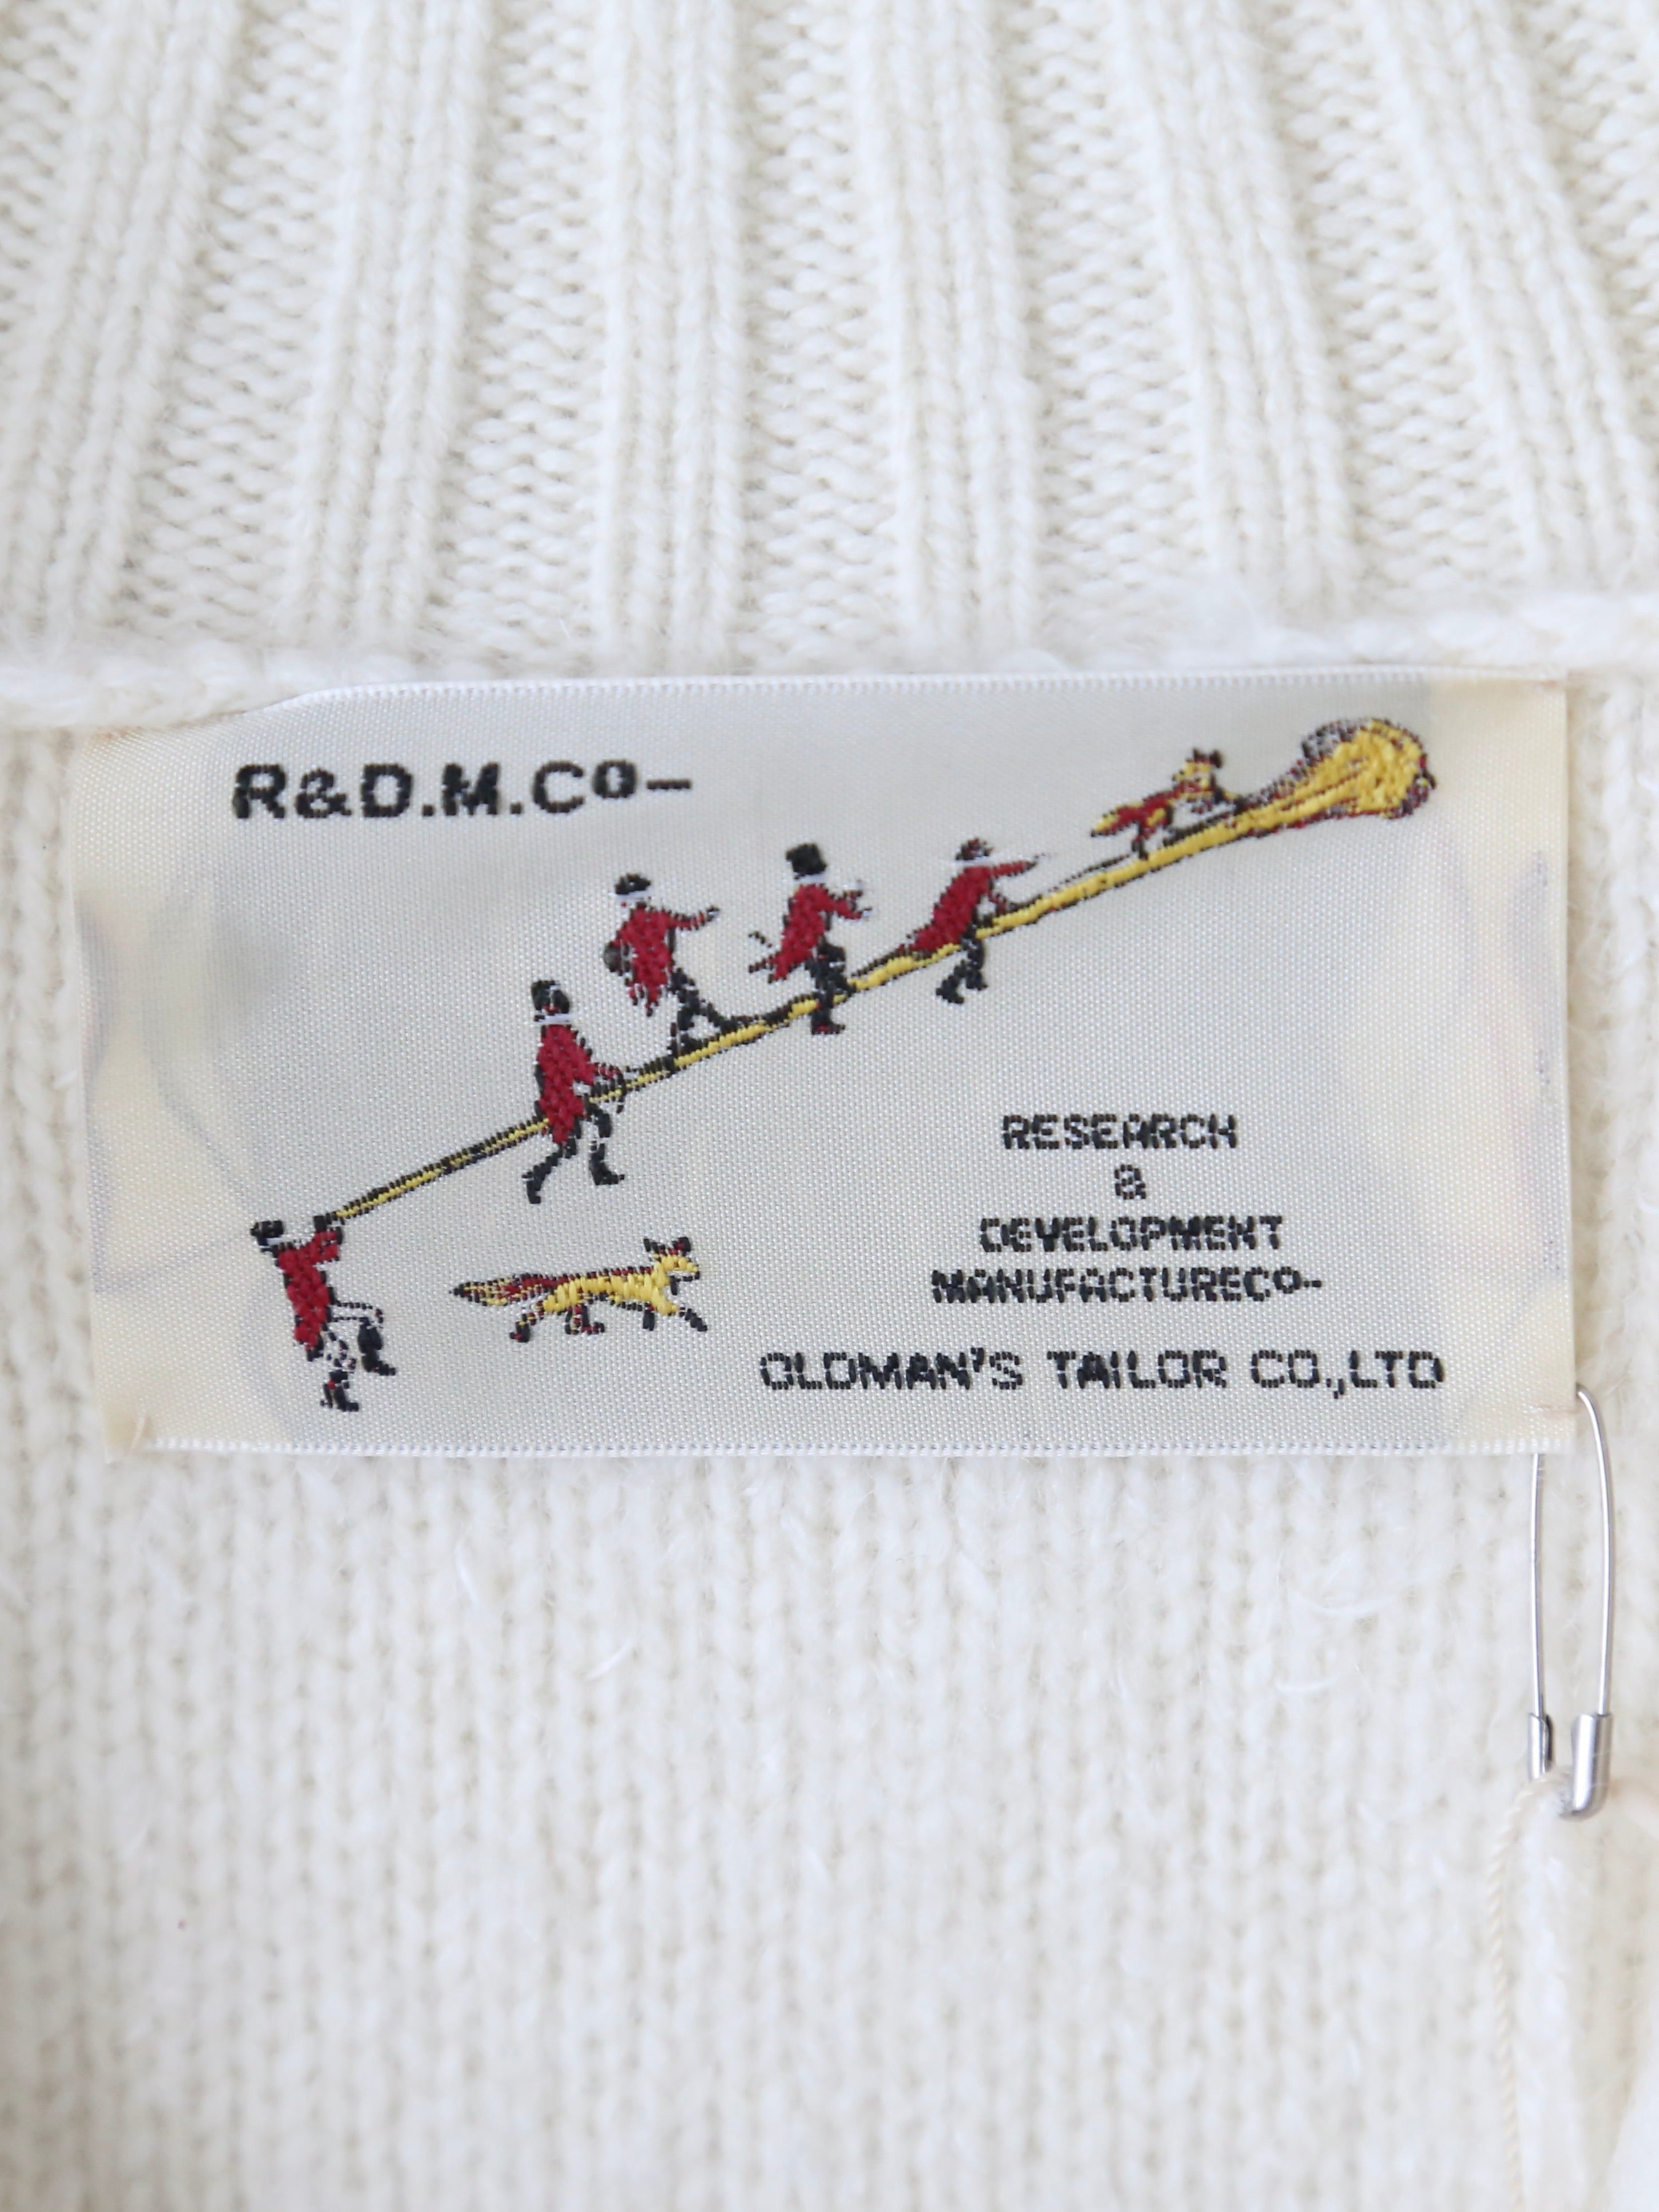 R&D.M.Co-
RESEARCH
&
DEVELOPMENT
MANUFACTURECO-
OLDMAN'S TAILOR CO.,LTD